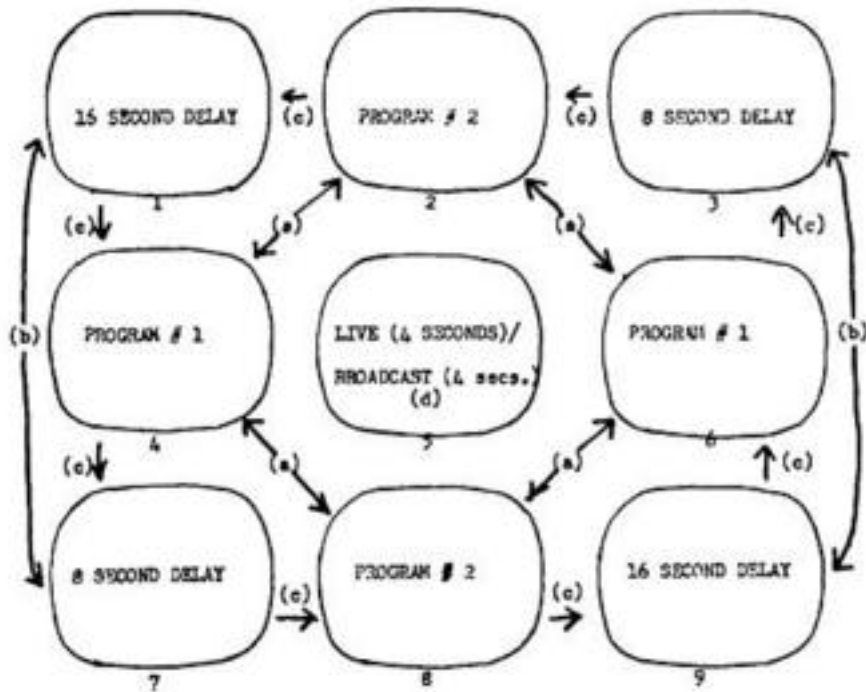 15 SECOND DELAY (c) PROGRAM # 2 (c) 8 SECOND DELAY
1 2 3
(c) (a) (a) (c)
(b) PROGRAM # 1 LIVE (4 SECONDS)/ PROGRAM # 1 (b)
BROADCAST (4 secs.)
(d)
4 5 6
(c) (a) (a) (c)
8 SECOND DELAY PROGRAM # 2 16 SECOND DELAY
(c) (c)
7 8 9